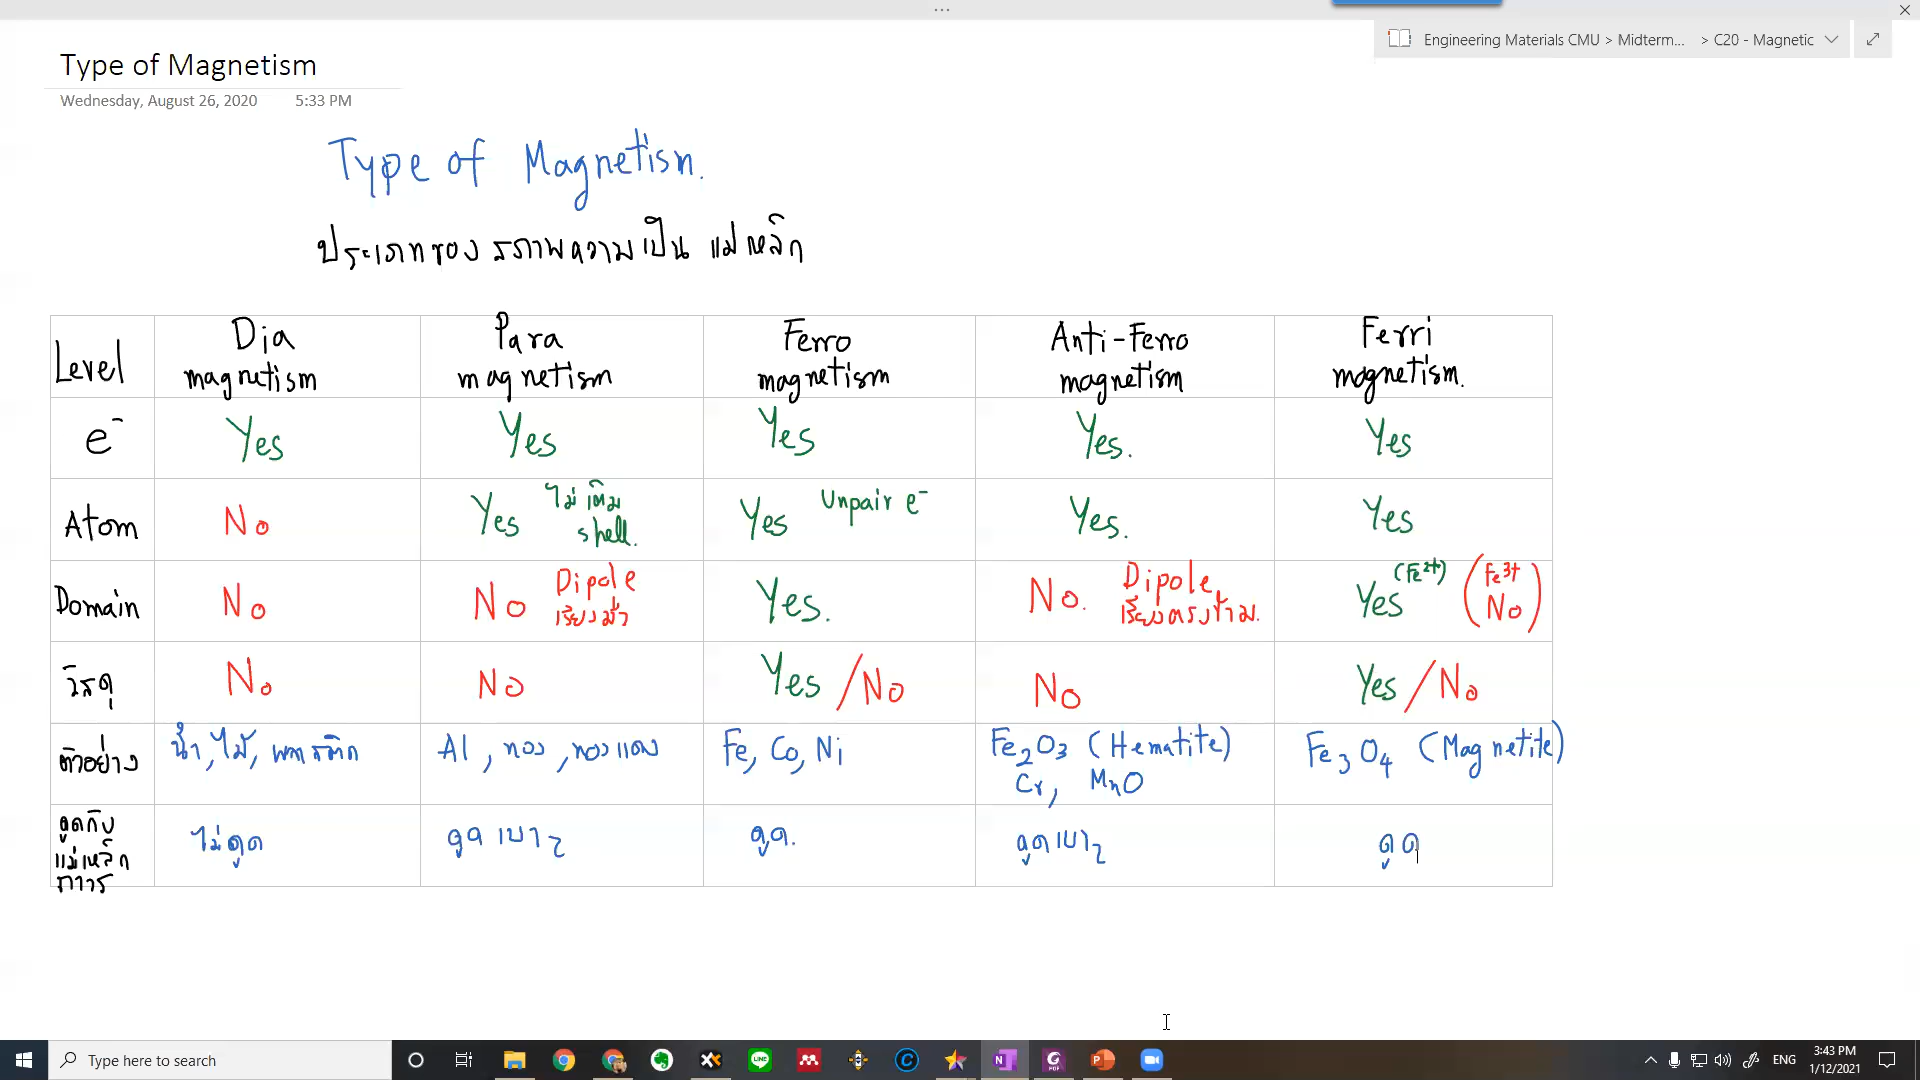 Engineering Materials CMU > Midterm... > C20 - Magnetic
Type of Magnetism
Wednesday, August 26, 2020 5:33 PM
Type of Magnetism.
ประเภทของ สภาพความเป็น แม่เหล็ก
Level Dia magnetism Para magnetism Ferro magnetism Anti-Ferro magnetism Ferri magnetism.
e⁻ Yes Yes Yes Yes. Yes
Atom No Yes ไม่เต็ม shell. Yes Unpair e⁻ Yes. Yes
Domain No No Dipole เรียงมั่ว Yes. No. Dipole เรียงตรงข้าม. Yes (Fe²⁺) (Fe³⁺ No)
วัสดุ No No Yes / No No Yes / No
ตัวอย่าง น้ำ, ไม้, พลาสติก Al, ทอง, ทองแดง Fe, Co, Ni Fe₂O₃ (Hematite) Cr, MnO Fe₃O₄ (Magnetite)
ดูดกับ แม่เหล็ก ถาวร ไม่ดูด ดูดเบาๆ ดูด. ดูดเบาๆ ดูด
Type here to search
ENG
3:43 PM
1/12/2021